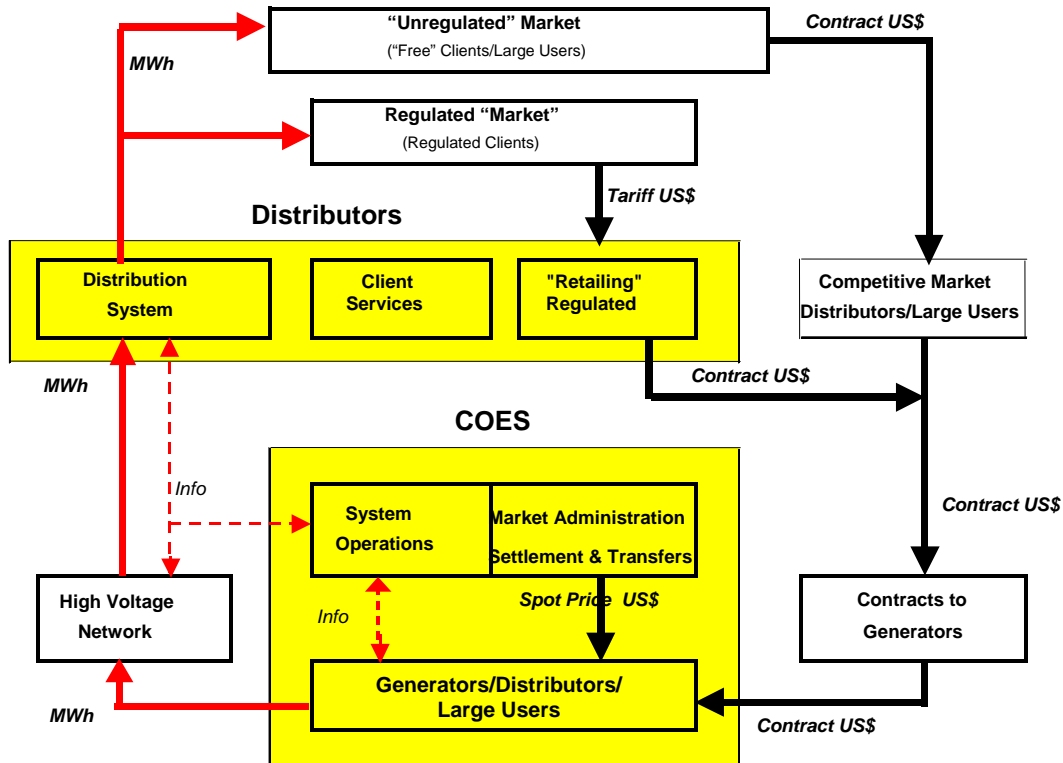 “Unregulated” Market
(“Free” Clients/Large Users)
Contract US$
MWh
Regulated “Market”
(Regulated Clients)
Tariff US$
Distributors
Distribution
System
Client
Services
"Retailing"
Regulated
Competitive Market
Distributors/Large Users
MWh
Contract US$
COES
Info
System
Operations
Market Administration
Settlement & Transfers
Contract US$
High Voltage
Network
Info
Spot Price US$
Contracts to
Generators
Generators/Distributors/
Large Users
MWh
Contract US$